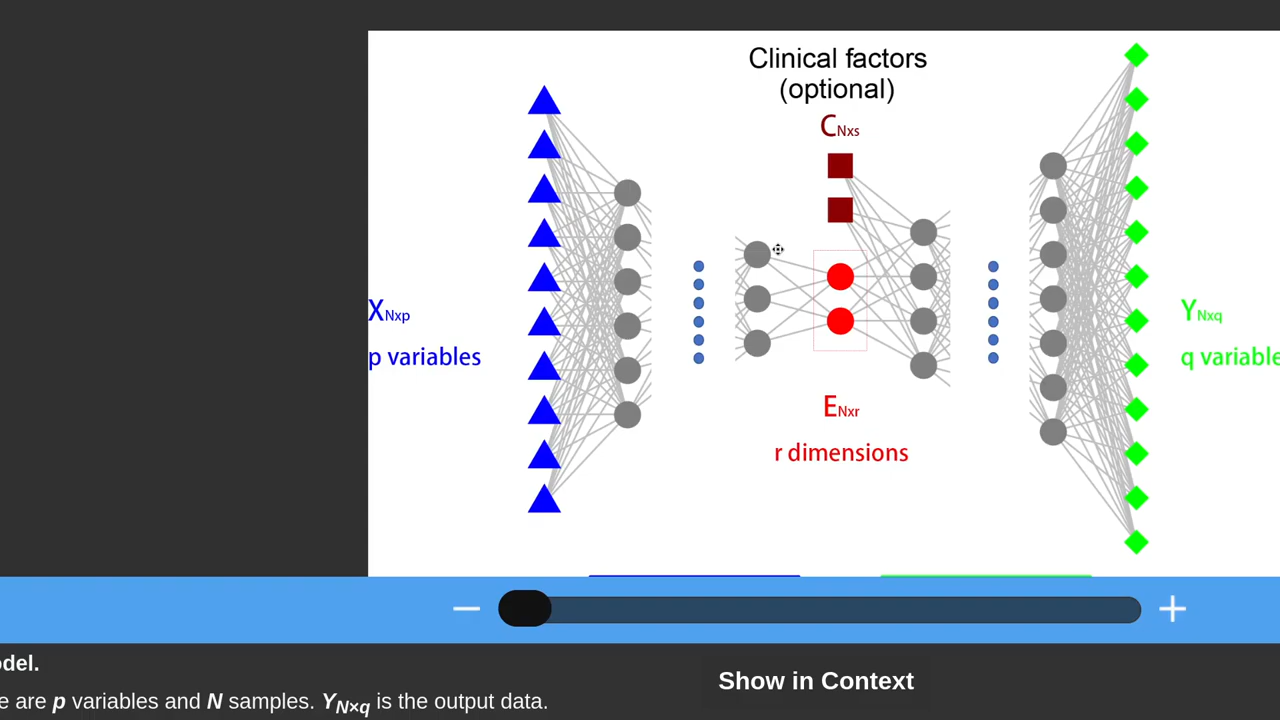 Clinical factors
(optional)
CNxs
XNxp
p variables
YNxq
q variable
ENxr
r dimensions
odel.
e are p variables and N samples. YN×q is the output data.
Show in Context